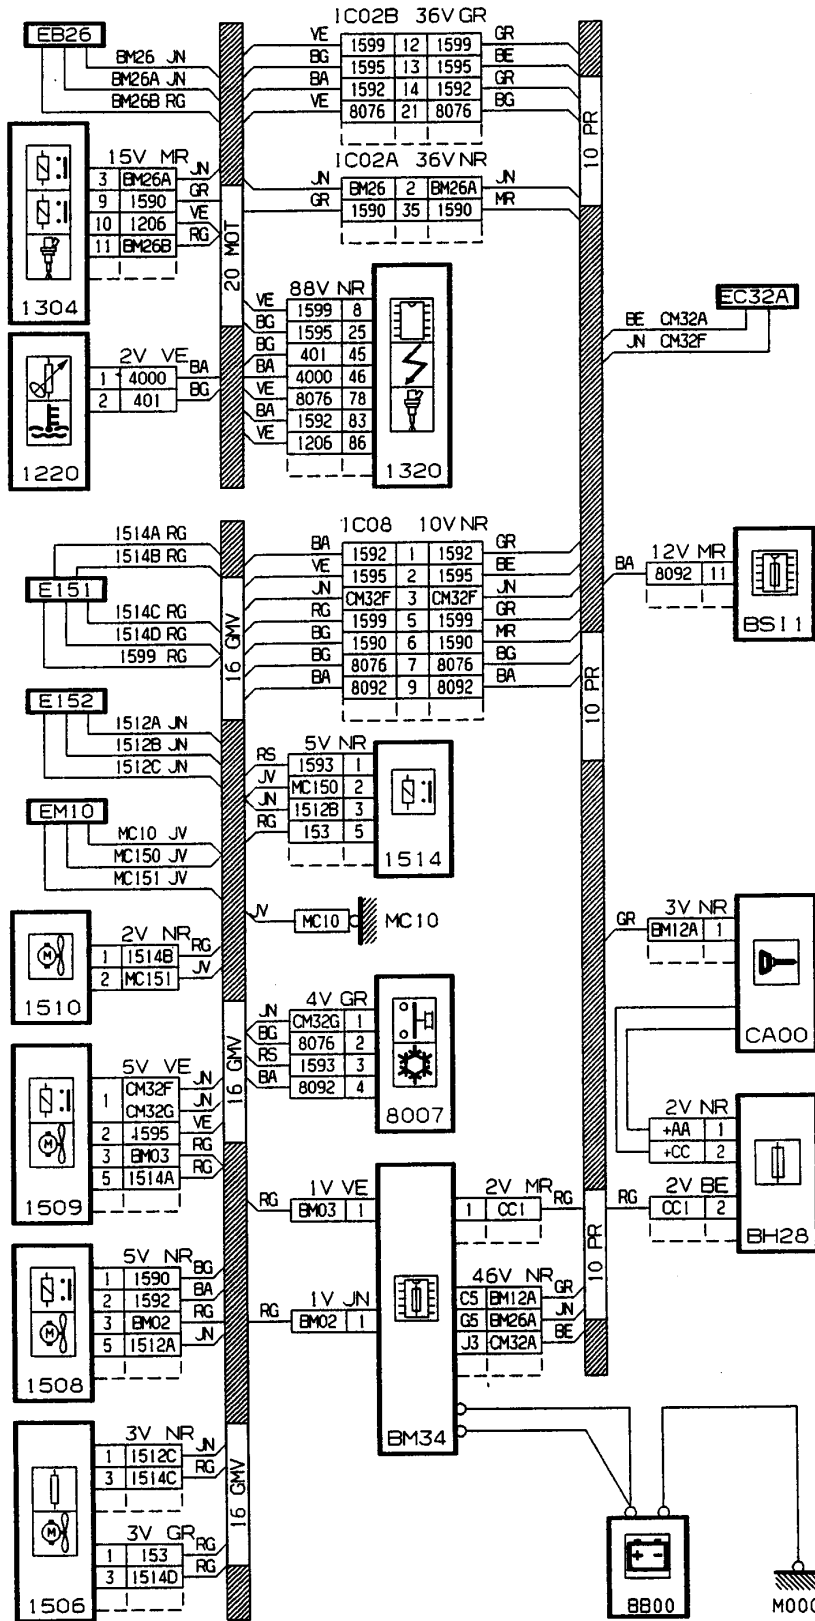 1C02B 36V GR
EB26
BM26 JN
BM26A JN
BM26B RG
VE 1599 12 1599 GR
BG 1595 13 1595 BE
BA 1592 14 1592 GR
VE 8076 21 8076 BG
10 PR
1C02A 36V NR
JN BM26 2 BM26A JN
GR 1590 35 1590 MR
15V MR
3 BM26A JN
9 1590 GR
10 1206 VE
11 BM26B RG
1304
20 MOT
88V NR
VE 1599 8
BG 1595 25
BG 401 45
BA 4000 46
VE 8076 78
BA 1592 83
VE 1206 86
1320
EC32A
BE CM32A
JN CM32F
2V VE
1 4000 BA
2 401 BG
1220
1514A RG
1514B RG
E151
1514C RG
1514D RG
1599 RG
16 GMV
1C08 10V NR
BA 1592 1 1592 GR
VE 1595 2 1595 BE
JN CM32F 3 CM32F JN
RG 1599 5 1599 GR
BG 1590 6 1590 MR
BG 8076 7 8076 BG
BA 8092 9 8092 BA
10 PR
12V MR
BA 8092 11
BSI1
E152
1512A JN
1512B JN
1512C JN
5V NR
RS 1593 1
JV MC150 2
JN 1512B 3
RG 153 5
1514
EM10
MC10 JV
MC150 JV
MC151 JV
JV MC10 MC10
2V NR
1 1514B RG
2 MC151 JV
1510
3V NR
GR BM12A 1
CA00
16 GMV
4V GR
JN CM32G 1
BG 8076 2
RS 1593 3
BA 8092 4
8007
5V VE
1 CM32F JN
CM32G JN
2 1595 VE
3 BM03 RG
5 1514A RG
1509
2V NR
+AA 1
+CC 2
2V BE
RG CC1 2
BH28
1V VE
RG BM03 1
2V MR
1 CC1 RG
10 PR
5V NR
1 1590 BG
2 1592 BA
3 BM02 RG
5 1512A JN
1508
1V JN
RG BM02 1
46V NR
C5 BM12A GR
G5 BM26A JN
J3 CM32A BE
BM34
3V NR
1 1512C JN
3 1514C RG
16 GMV
3V GR
1 153 RG
3 1514D RG
1506
BB00
M000